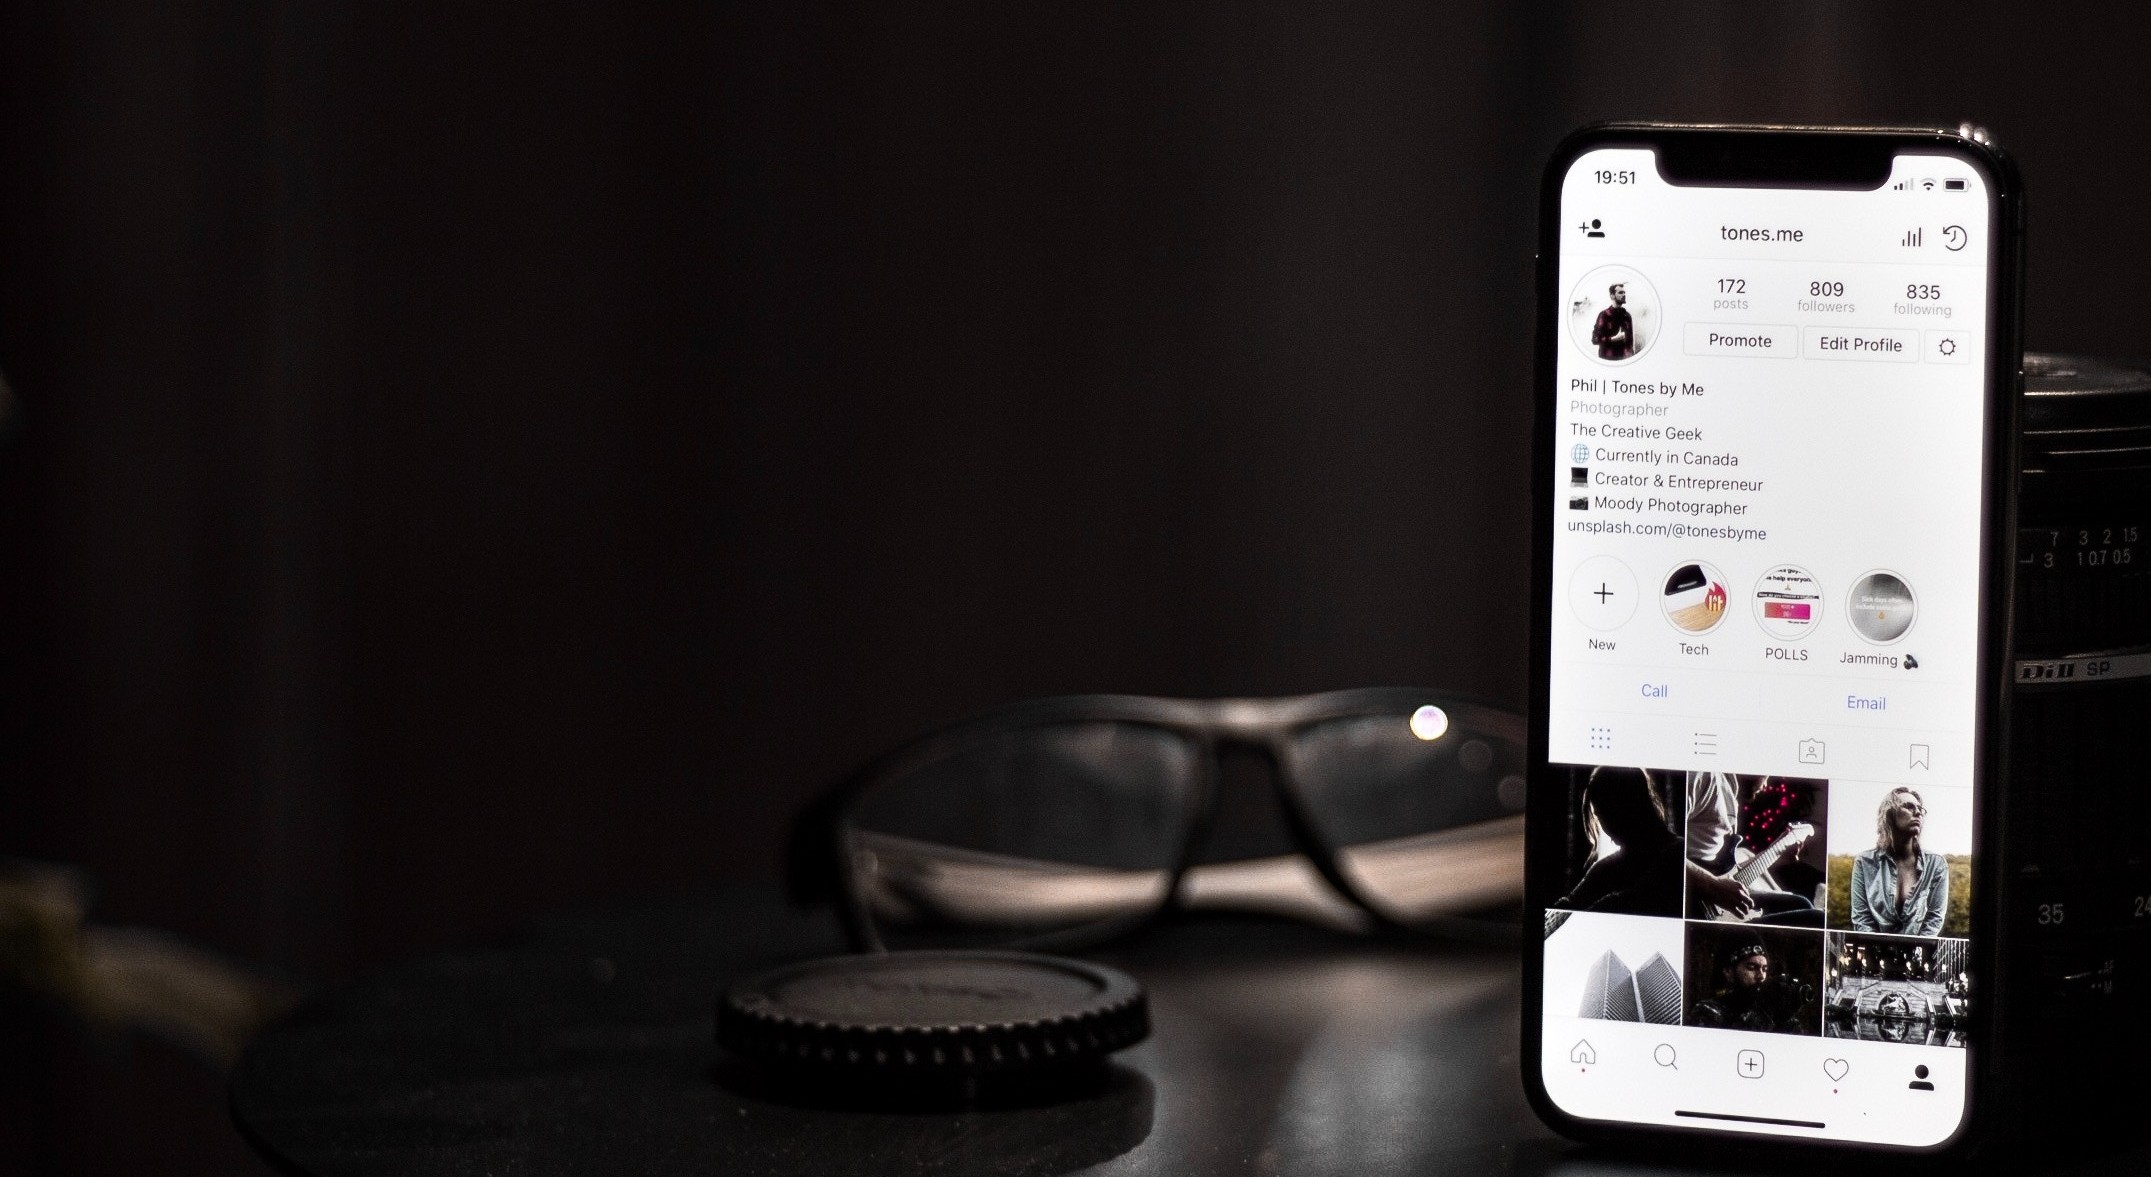 19:51
tones.me
172 809 835
posts followers following
Promote Edit Profile
Phil | Tones by Me
Photographer
The Creative Geek
Currently in Canada
Creator & Entrepreneur
Moody Photographer
unsplash.com/@tonesbyme
New Tech POLLS Jamming
Call Email
7 3 2 1.5
3 1 0.7 0.5
Di II SP
35 24